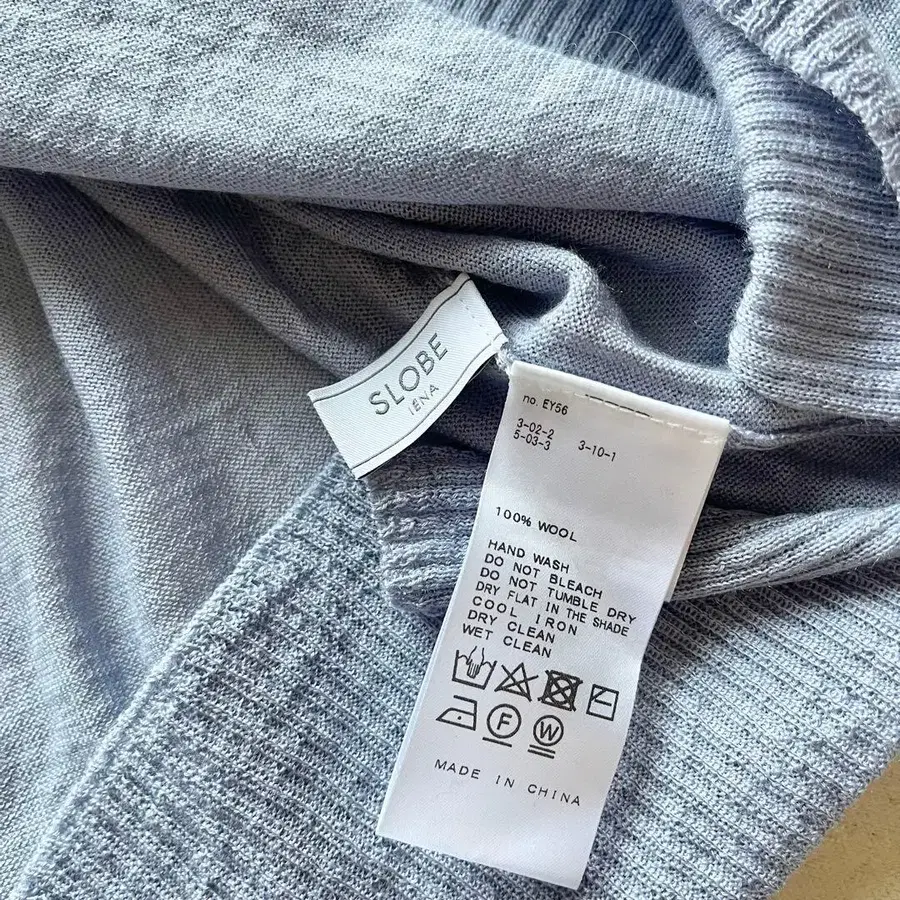 SLOBE
IENA
no. EY56
3-02-2
5-03-3 3-10-1
100% WOOL
HAND WASH
DO NOT BLEACH
DO NOT TUMBLE DRY
DRY FLAT IN THE SHADE
COOL IRON
DRY CLEAN
WET CLEAN
F W
MADE IN CHINA